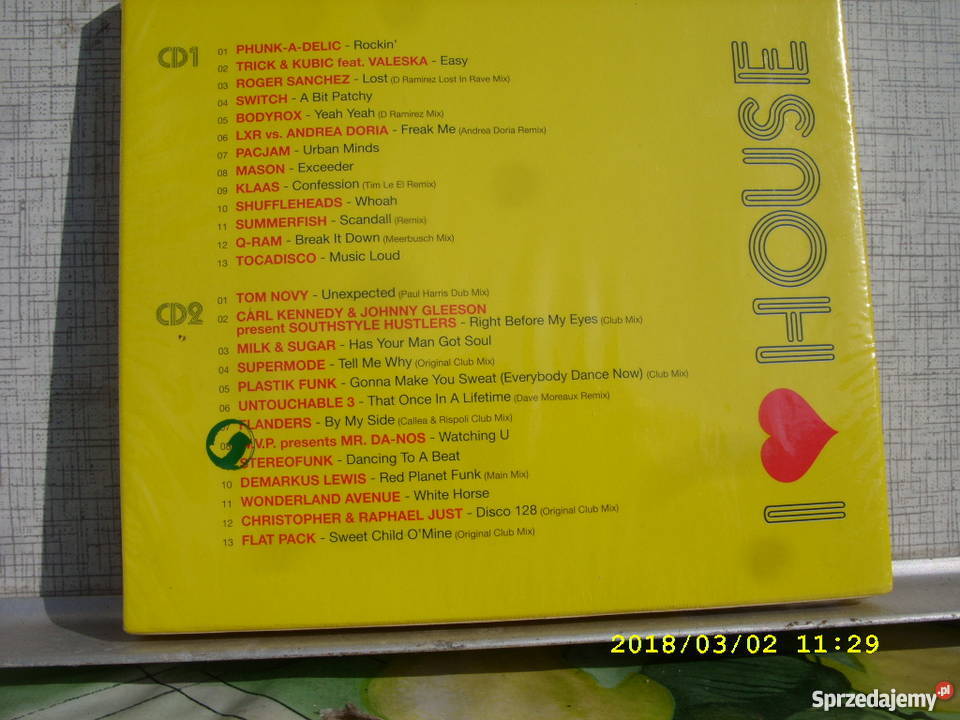 CD1
01 PHUNK-A-DELIC - Rockin'
02 TRICK & KUBIC feat. VALESKA - Easy
03 ROGER SANCHEZ - Lost (D Ramirez Lost In Rave Mix)
04 SWITCH - A Bit Patchy
05 BODYROX - Yeah Yeah (D Ramirez Mix)
06 LXR vs. ANDREA DORIA - Freak Me (Andrea Doria Remix)
07 PACJAM - Urban Minds
08 MASON - Exceeder
09 KLAAS - Confession (Tim Le El Remix)
10 SHUFFLEHEADS - Whoah
11 SUMMERFISH - Scandall (Remix)
12 Q-RAM - Break It Down (Meerbusch Mix)
13 TOCADISCO - Music Loud
CD2
01 TOM NOVY - Unexpected (Paul Harris Dub Mix)
02 CARL KENNEDY & JOHNNY GLEESON
present SOUTHSTYLE HUSTLERS - Right Before My Eyes (Club Mix)
03 MILK & SUGAR - Has Your Man Got Soul
04 SUPERMODE - Tell Me Why (Original Club Mix)
05 PLASTIK FUNK - Gonna Make You Sweat (Everybody Dance Now) (Club Mix)
06 UNTOUCHABLE 3 - That Once In A Lifetime (Dave Moreaux Remix)
07 FLANDERS - By My Side (Callea & Rispoli Club Mix)
08 .V.P. presents MR. DA-NOS - Watching U
STEREOFUNK - Dancing To A Beat
10 DEMARKUS LEWIS - Red Planet Funk (Main Mix)
11 WONDERLAND AVENUE - White Horse
12 CHRISTOPHER & RAPHAEL JUST - Disco 128 (Original Club Mix)
13 FLAT PACK - Sweet Child O'Mine (Original Club Mix)
I ♥ HOUSE
2018/03/02 11:29
Sprzedajemy.pl